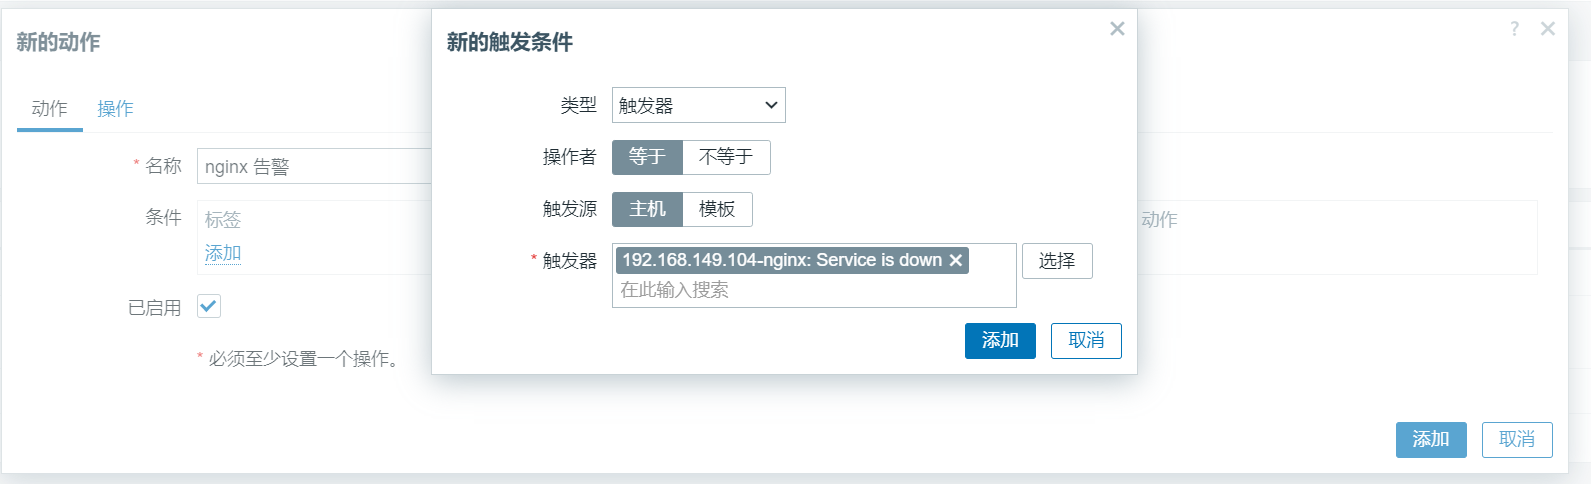 新的动作
?
动作
操作
* 名称
nginx 告警
条件
标签
动作
添加
已启用
* 必须至少设置一个操作。
添加
取消
新的触发条件
类型
触发器
操作者
等于
不等于
触发源
主机
模板
* 触发器
192.168.149.104-nginx: Service is down
选择
在此输入搜索
添加
取消